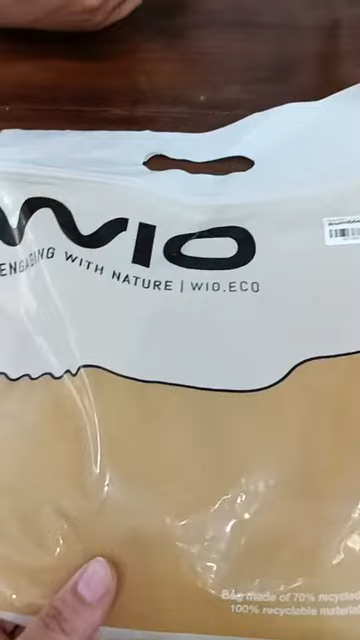 WIO
ENGAGING WITH NATURE | WIO.ECO
Bag made of 70% recycled
100% recyclable material